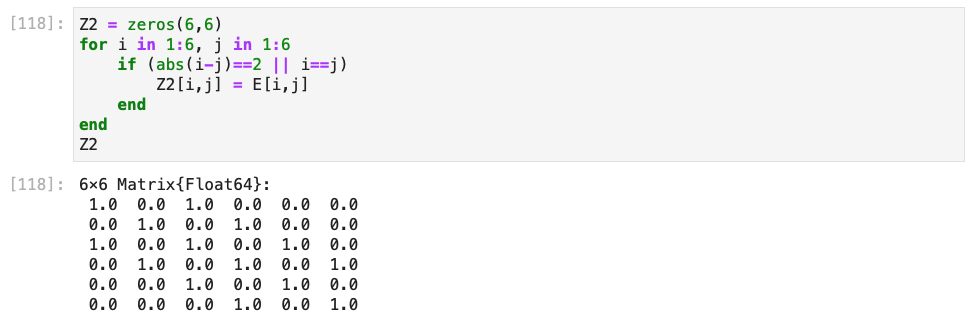 [118]: Z2 = zeros(6,6)
for i in 1:6, j in 1:6
    if (abs(i-j)==2 || i==j)
        Z2[i,j] = E[i,j]
    end
end
Z2
[118]: 6×6 Matrix{Float64}:
 1.0  0.0  1.0  0.0  0.0  0.0
 0.0  1.0  0.0  1.0  0.0  0.0
 1.0  0.0  1.0  0.0  1.0  0.0
 0.0  1.0  0.0  1.0  0.0  1.0
 0.0  0.0  1.0  0.0  1.0  0.0
 0.0  0.0  0.0  1.0  0.0  1.0